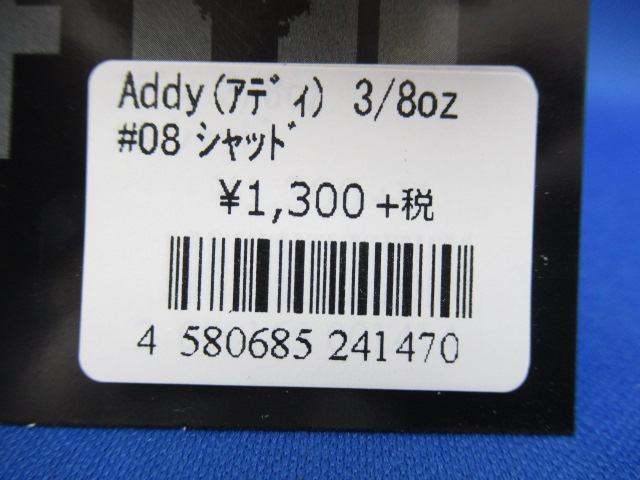 Addy(ｱﾃﾞｨ) 3/8oz
#08 ｼｬｯﾄﾞ
¥1,300+税
4 580685 241470